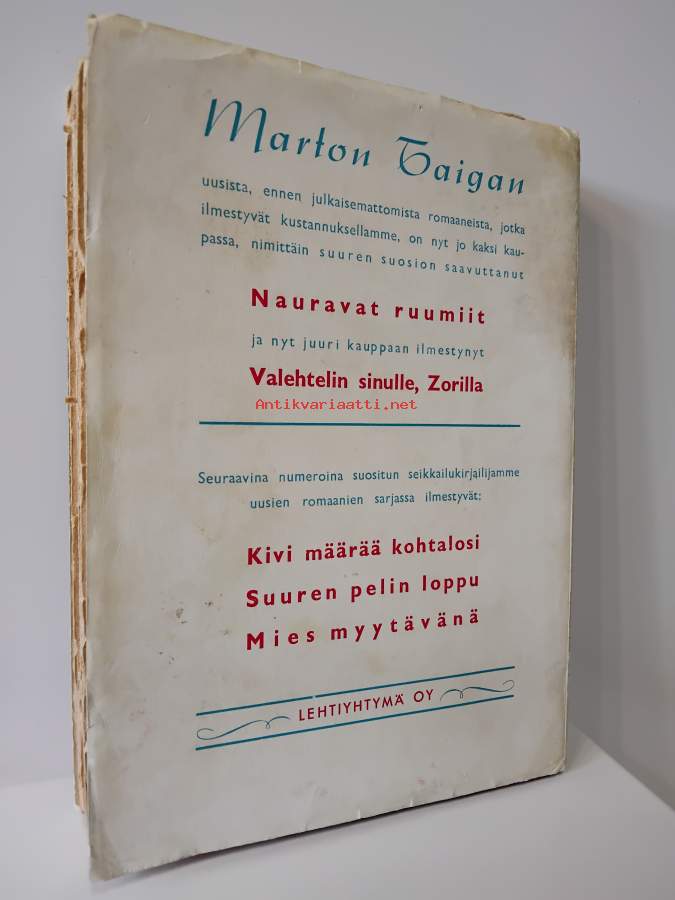 Marton Taigan
uusista, ennen julkaisemattomista romaaneista, jotka
ilmestyvät kustannuksellamme, on nyt jo kaksi kau-
passa, nimittäin suuren suosion saavuttanut
Nauravat ruumiit
ja nyt juuri kauppaan ilmestynyt
Valehtelin sinulle, Zorilla
Antikvariaatti.net
Seuraavina numeroina suositun seikkailukirjailijamme
uusien romaanien sarjassa ilmestyvät:
Kivi määrää kohtalosi
Suuren pelin loppu
Mies myytävänä
LEHTIYHTYMÄ OY